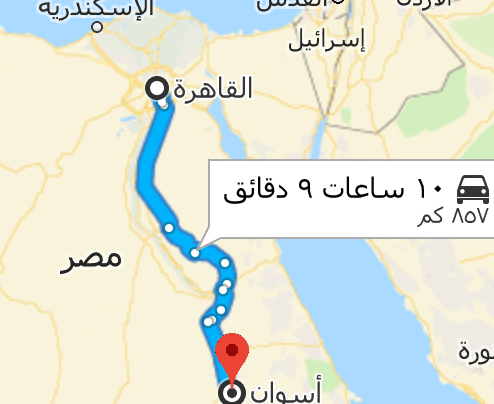 الإسكندرية
القدس
الأردن
إسرائيل
القاهرة
١٠ ساعات ٩ دقائق
٨٥٧ كم
مصر
أسوان